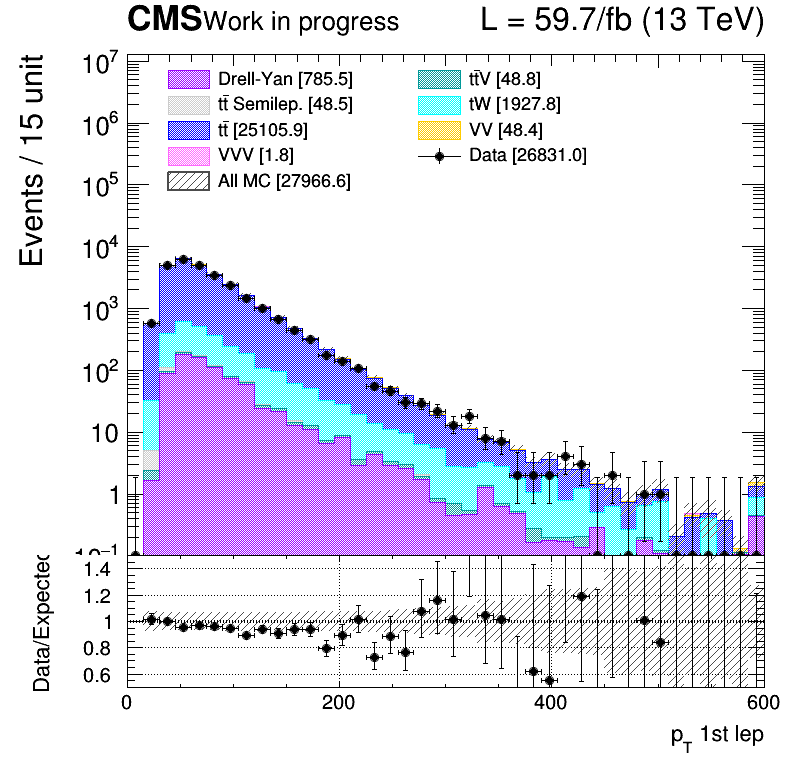 CMS Work in progress L = 59.7/fb (13 TeV)
Events / 15 unit
10⁷
10⁶
10⁵
10⁴
10³
10²
10
1
10⁻¹
Drell-Yan [785.5]
tt̄ Semilep. [48.5]
tt̄ [25105.9]
VVV [1.8]
All MC [27966.6]
tt̄V [48.8]
tW [1927.8]
VV [48.4]
Data [26831.0]
Data/Expected
1.4
1.2
1
0.8
0.6
0 200 400 600
p_T 1st lep